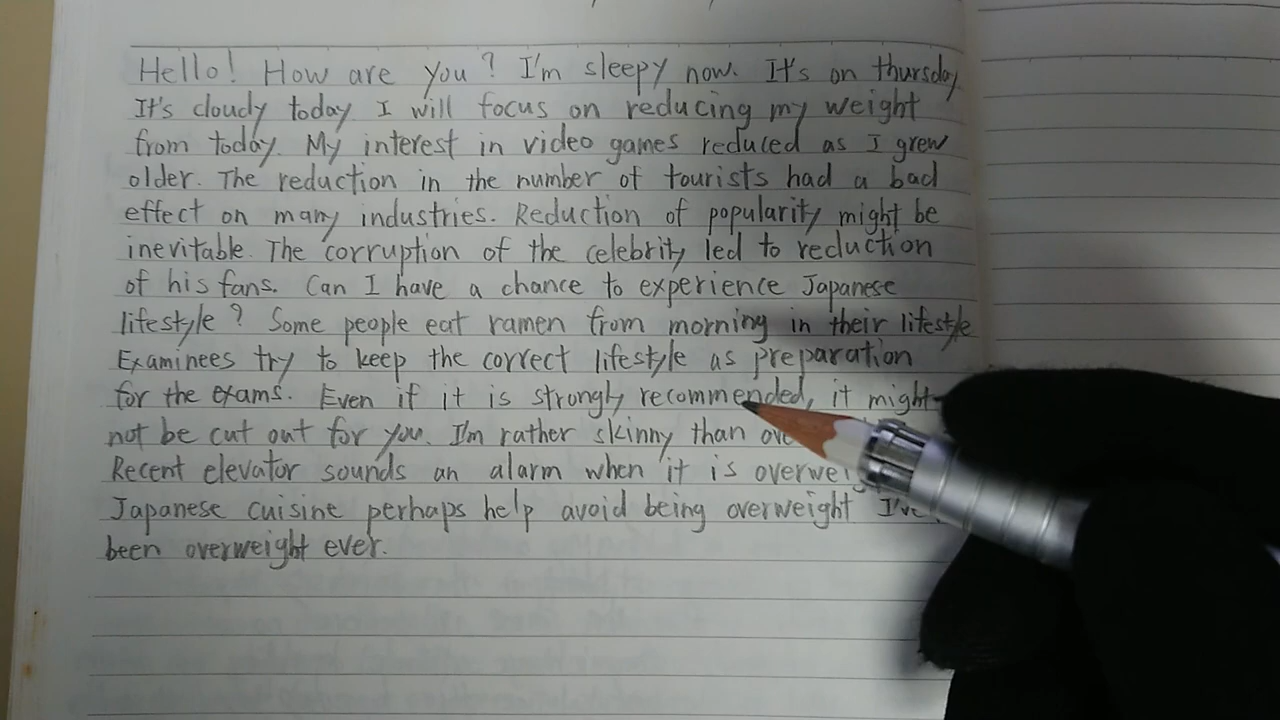 Hello! How are you? I'm sleepy now. It's on thursday
It's cloudy today. I will focus on reducing my weight
from today. My interest in video games reduced as I grew
older. The reduction in the number of tourists had a bad
effect on many industries. Reduction of popularity might be
inevitable. The corruption of the celebrity led to reduction
of his fans. Can I have a chance to experience Japanese
lifestyle? Some people eat ramen from morning in their lifestyle
Examinees try to keep the correct lifestyle as preparation
for the exams. Even if it is strongly recommended, it might
not be cut out for you. I'm rather skinny than
Recent elevator sounds an alarm when it is
Japanese cuisine perhaps help avoid being overweight I've
been overweight ever.